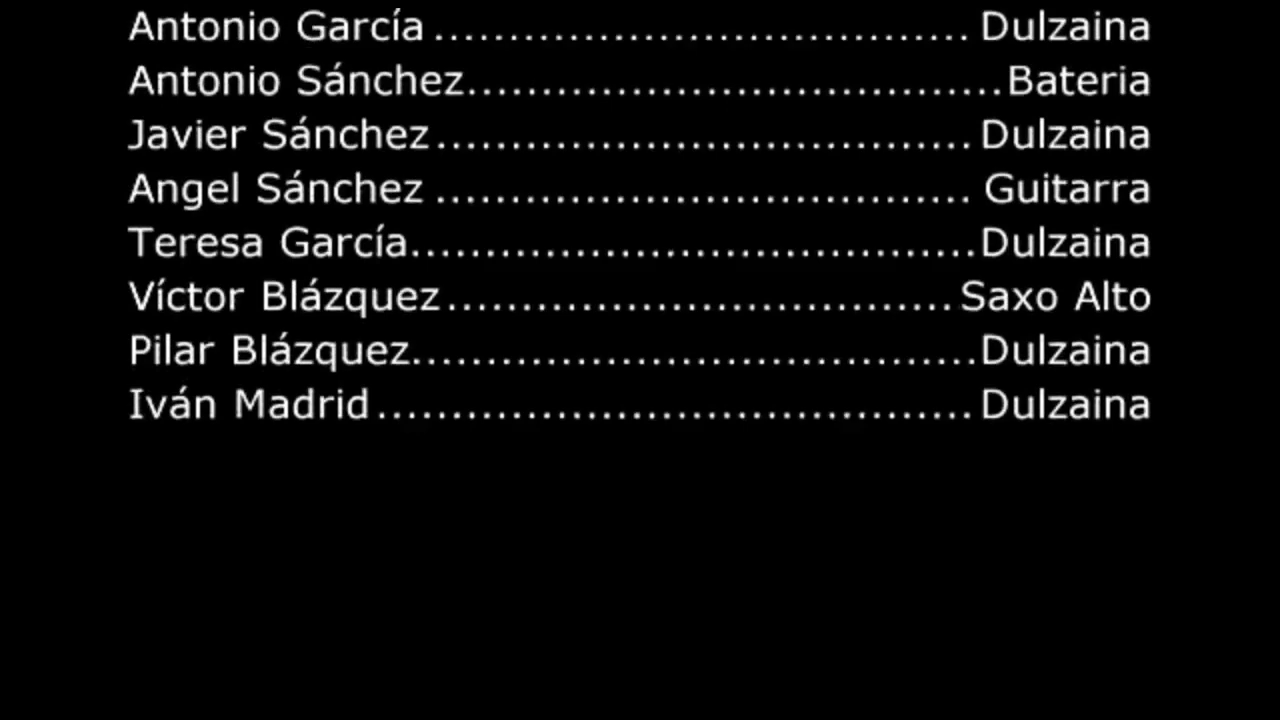 Antonio García ................................... Dulzaina
Antonio Sánchez...................................Bateria
Javier Sánchez ................................... Dulzaina
Angel Sánchez ................................... Guitarra
Teresa García.....................................Dulzaina
Víctor Blázquez .................................Saxo Alto
Pilar Blázquez.....................................Dulzaina
Iván Madrid ....................................... Dulzaina